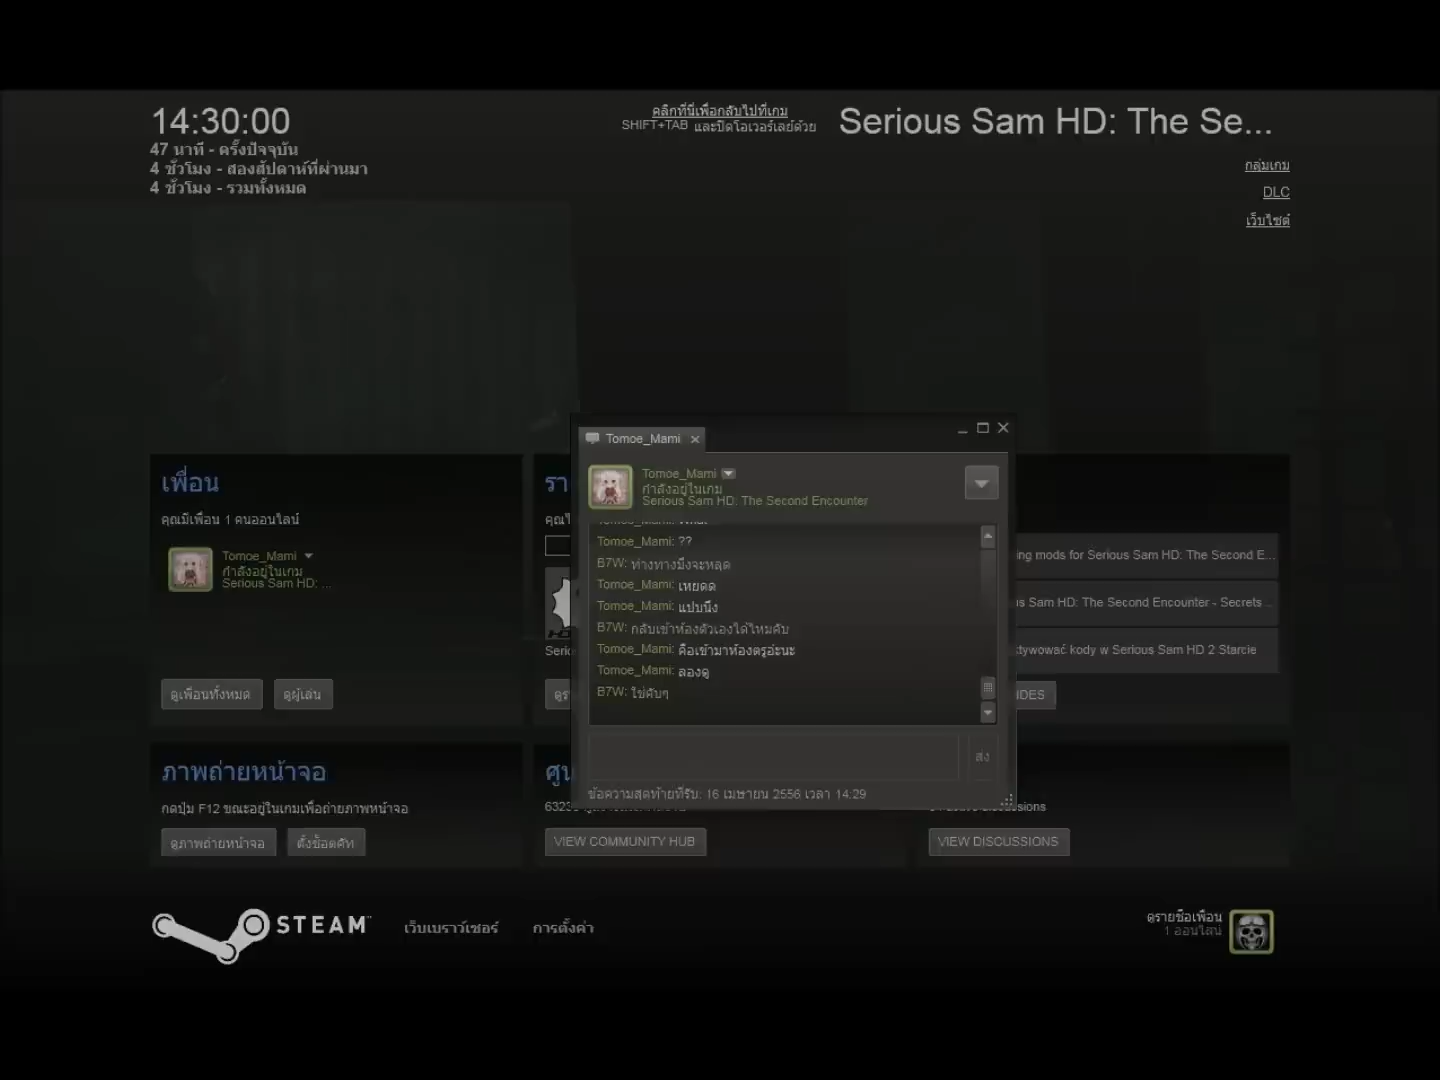 14:30:00
47 นาที - ครั้งปัจจุบัน
4 ชั่วโมง - สองสัปดาห์ที่ผ่านมา
4 ชั่วโมง - รวมทั้งหมด
คลิกที่นี่เพื่อกลับไปที่เกม
SHIFT+TAB และปิดโอเวอร์เลย์ด้วย
Serious Sam HD: The Se...
กลุ่มเกม
DLC
เว็บไซต์
เพื่อน
คุณมีเพื่อน 1 คนออนไลน์
Tomoe_Mami
กำลังอยู่ในเกม
Serious Sam HD: ...
ดูเพื่อนทั้งหมด
ดูผู้เล่น
Tomoe_Mami
Tomoe_Mami
กำลังอยู่ในเกม
Serious Sam HD: The Second Encounter
Tomoe_Mami: ??
B7W: ท่างทางมึงจะหลุด
Tomoe_Mami: เหยดด
Tomoe_Mami: แปบนึง
B7W: กลับเข้าห้องตัวเองได้ไหมคับ
Tomoe_Mami: คือเข้ามาห้องตรูอ่ะนะ
Tomoe_Mami: ลองดู
B7W: ใช่คับๆ
ส่ง
ข้อความสุดท้ายที่รับ: 16 เมษายน 2556 เวลา 14:29
ing mods for Serious Sam HD: The Second E...
s Sam HD: The Second Encounter - Secrets ...
tywować kody w Serious Sam HD 2 Starcie
IDES
ภาพถ่ายหน้าจอ
กดปุ่ม F12 ขณะอยู่ในเกมเพื่อถ่ายภาพหน้าจอ
ดูภาพถ่ายหน้าจอ
ตั้งช็อตคัท
VIEW COMMUNITY HUB
VIEW DISCUSSIONS
STEAM
เว็บเบราว์เซอร์
การตั้งค่า
ดูรายชื่อเพื่อน
1 ออนไลน์